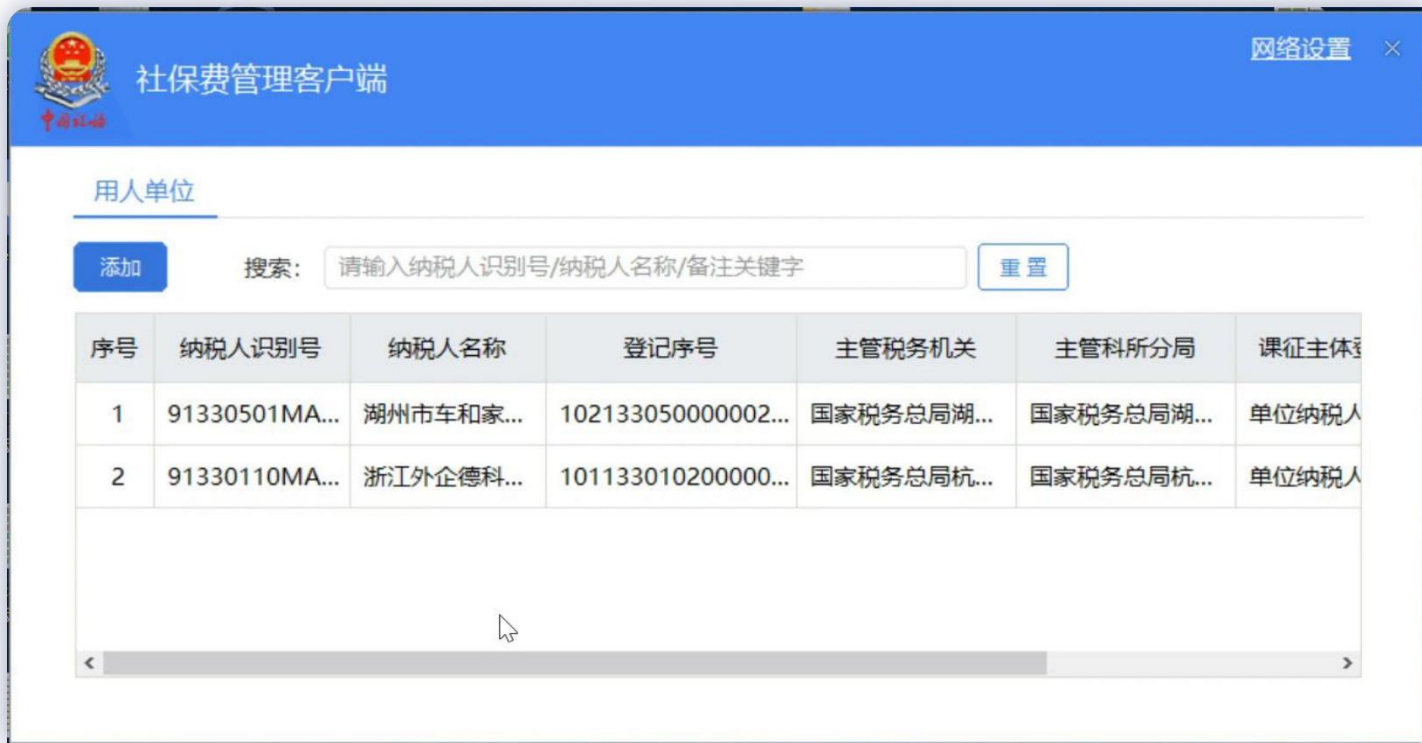 网络设置
社保费管理客户端
中国税务
用人单位
添加 搜索： 请输入纳税人识别号/纳税人名称/备注关键字 重置
序号 纳税人识别号 纳税人名称 登记序号 主管税务机关 主管科所分局 课征主体登
1 91330501MA... 湖州市车和家... 102133050000002... 国家税务总局湖... 国家税务总局湖... 单位纳税人
2 91330110MA... 浙江外企德科... 101133010200000... 国家税务总局杭... 国家税务总局杭... 单位纳税人